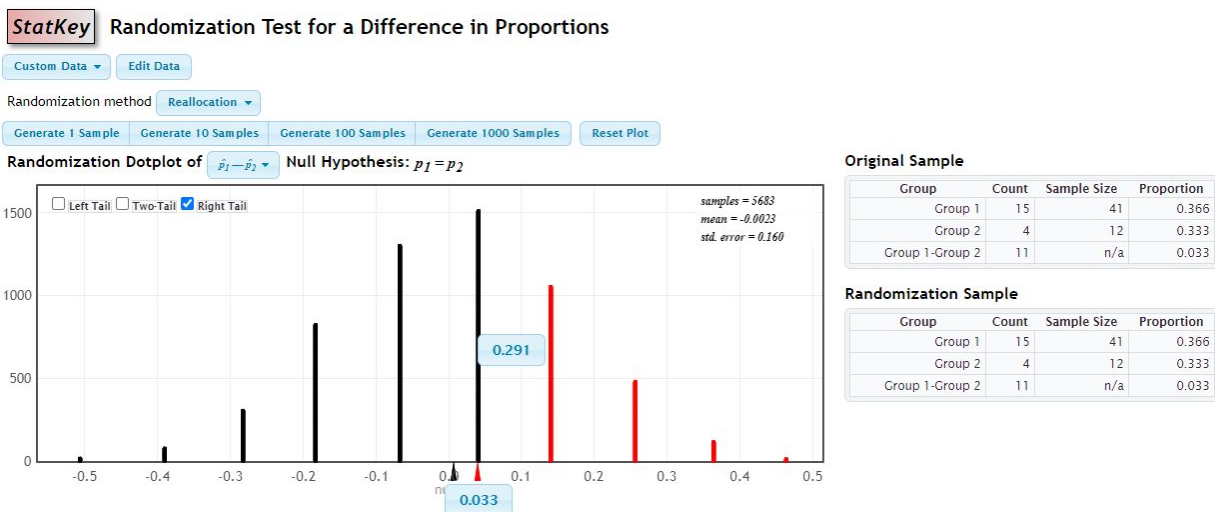 StatKey Randomization Test for a Difference in Proportions
Custom Data Edit Data
Randomization method Reallocation
Generate 1 Sample Generate 10 Samples Generate 100 Samples Generate 1000 Samples Reset Plot
Randomization Dotplot of p̂₁−p̂₂ Null Hypothesis: p₁=p₂
Left Tail Two-Tail Right Tail
samples = 5683
mean = -0.0023
std. error = 0.160
1500
1000
500
0
0.291
-0.5 -0.4 -0.3 -0.2 -0.1 0.0 0.1 0.2 0.3 0.4 0.5
0.033
Original Sample
Group Count Sample Size Proportion
Group 1 15 41 0.366
Group 2 4 12 0.333
Group 1-Group 2 11 n/a 0.033
Randomization Sample
Group Count Sample Size Proportion
Group 1 15 41 0.366
Group 2 4 12 0.333
Group 1-Group 2 11 n/a 0.033